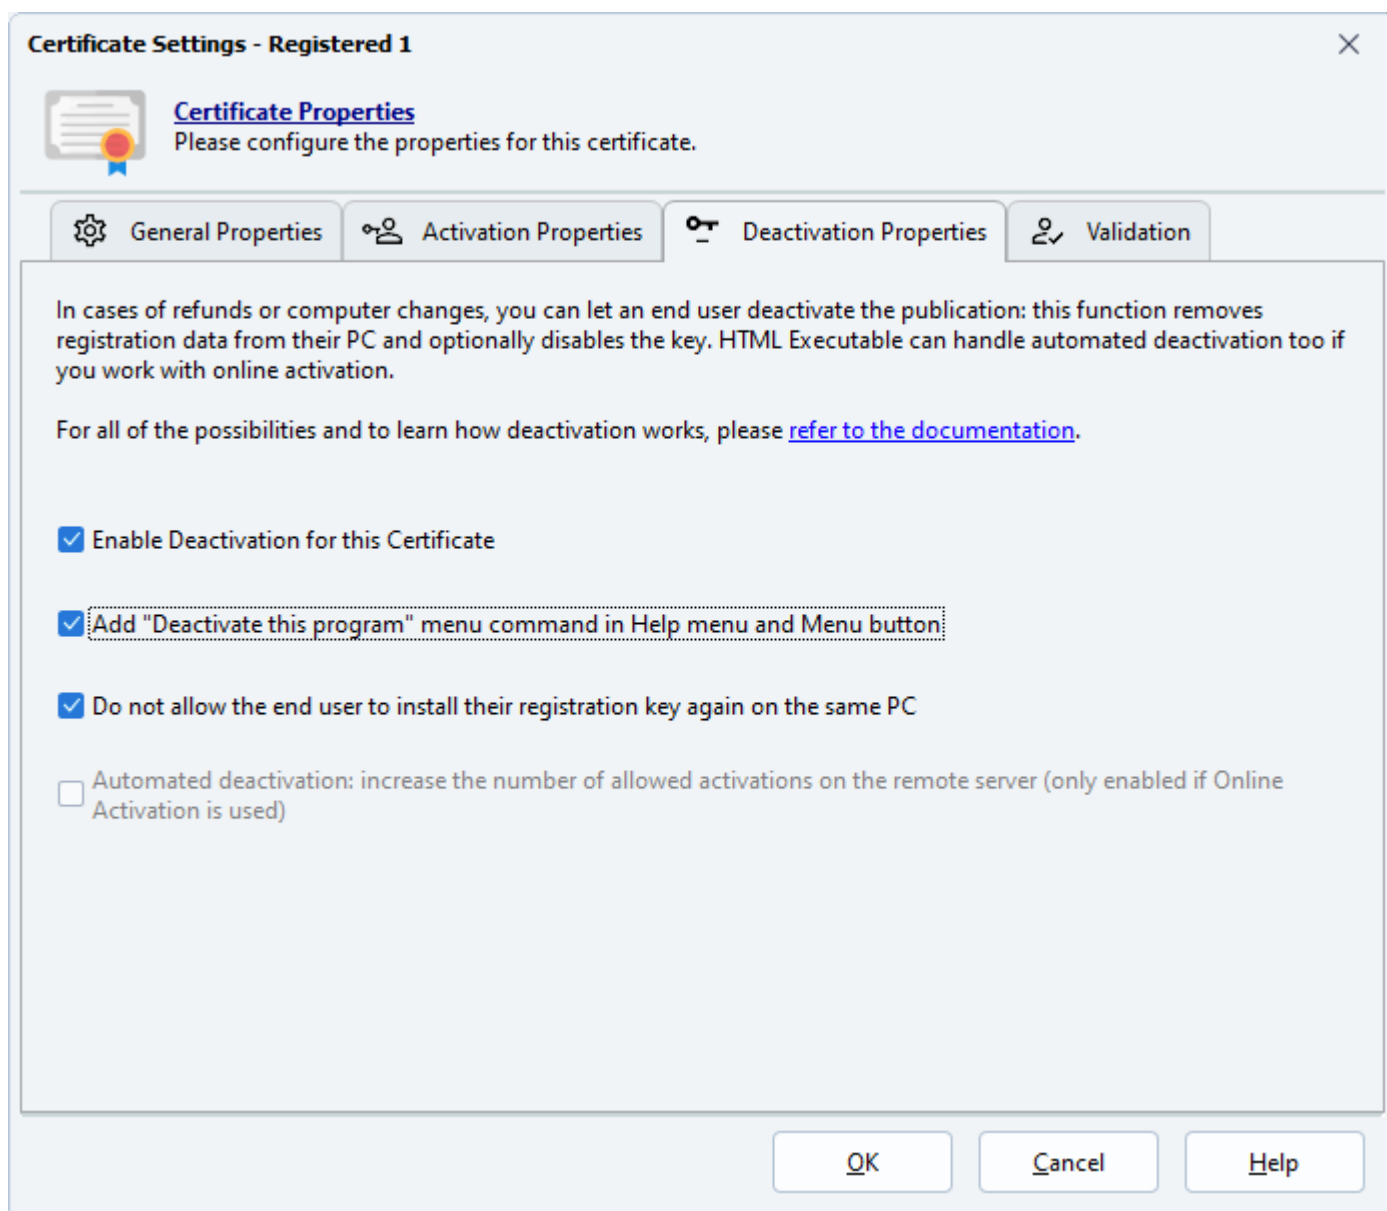 Certificate Settings - Registered 1
Certificate Properties
Please configure the properties for this certificate.
General Properties
Activation Properties
Deactivation Properties
Validation
In cases of refunds or computer changes, you can let an end user deactivate the publication: this function removes
registration data from their PC and optionally disables the key. HTML Executable can handle automated deactivation too if
you work with online activation.
For all of the possibilities and to learn how deactivation works, please refer to the documentation.
Enable Deactivation for this Certificate
Add "Deactivate this program" menu command in Help menu and Menu button
Do not allow the end user to install their registration key again on the same PC
Automated deactivation: increase the number of allowed activations on the remote server (only enabled if Online
Activation is used)
OK
Cancel
Help